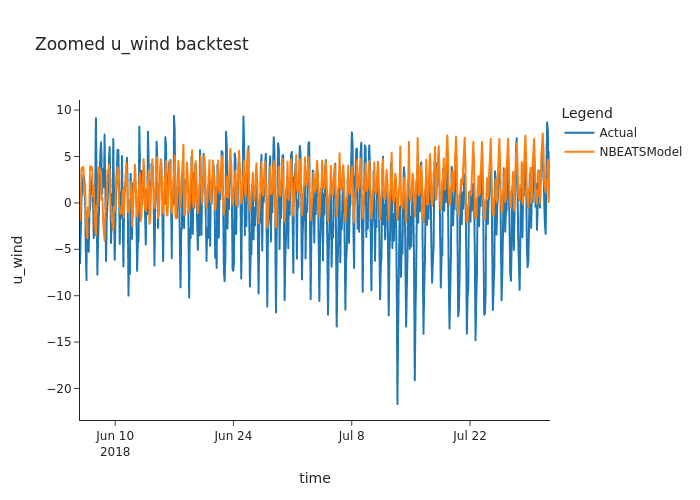 Zoomed u_wind backtest
Legend
Actual
NBEATSModel
10
5
0
−5
−10
−15
−20
u_wind
Jun 10
2018
Jun 24
Jul 8
Jul 22
time